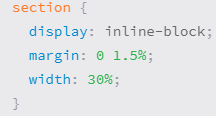 section {
  display: inline-block;
  margin: 0 1.5%;
  width: 30%;
}